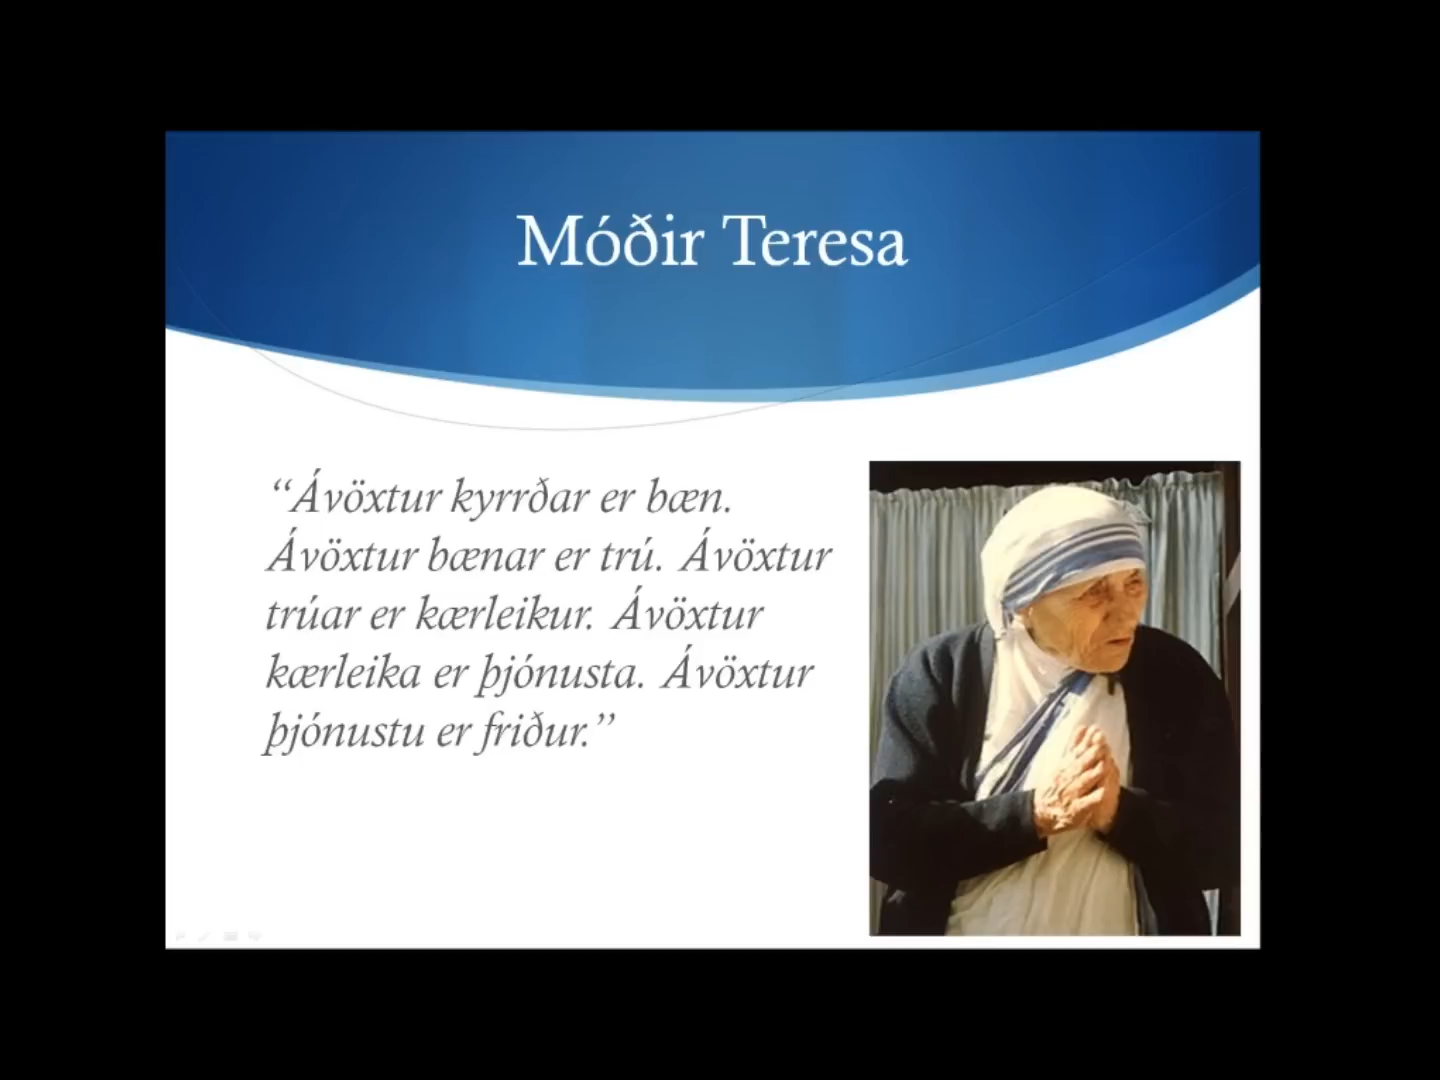 Móðir Teresa
“Ávöxtur kyrrðar er bæn.
Ávöxtur bænar er trú. Ávöxtur
trúar er kærleikur. Ávöxtur
kærleika er þjónusta. Ávöxtur
þjónustu er friður.”